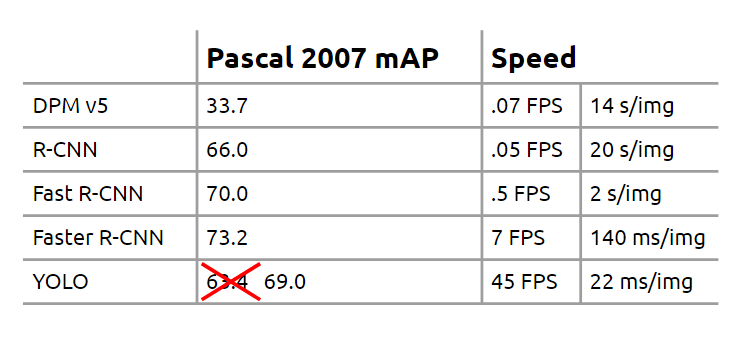 Pascal 2007 mAP Speed
DPM v5 33.7 .07 FPS 14 s/img
R-CNN 66.0 .05 FPS 20 s/img
Fast R-CNN 70.0 .5 FPS 2 s/img
Faster R-CNN 73.2 7 FPS 140 ms/img
YOLO 63.4 69.0 45 FPS 22 ms/img